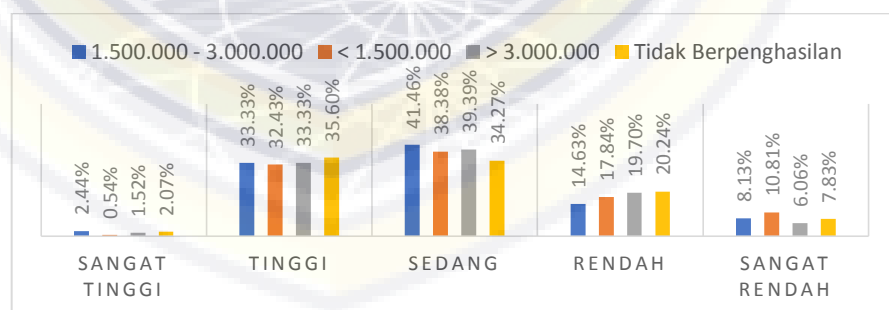 1.500.000 - 3.000.000 < 1.500.000 > 3.000.000 Tidak Berpenghasilan
2.44% 0.54% 1.52% 2.07%
33.33% 32.43% 33.33% 35.60%
41.46% 38.38% 39.39% 34.27%
14.63% 17.84% 19.70% 20.24%
8.13% 10.81% 6.06% 7.83%
SANGAT
TINGGI
TINGGI
SEDANG
RENDAH
SANGAT
RENDAH